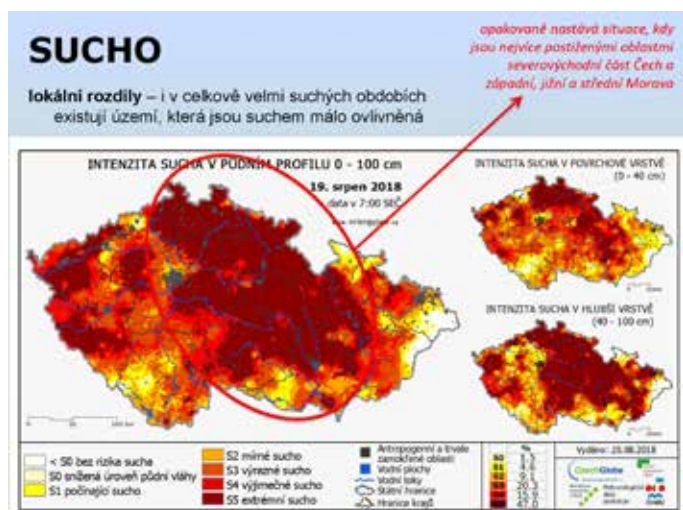 SUCHO
opakovaně nastává situace, kdy
jsou nejvíce postiženými oblastmi
severovýchodní část Čech a
západní, jižní a střední Morava
lokální rozdíly – i v celkově velmi suchých obdobích
existují území, která jsou suchem málo ovlivněná
INTENZITA SUCHA V PŮDNÍM PROFILU 0 - 100 cm
19. srpen 2018
data v 7:00 SEČ
INTENZITA SUCHA V POVRCHOVÉ VRSTVĚ
(0 - 40 cm)
INTENZITA SUCHA V HLUBŠÍ VRSTVĚ
(40 - 100 cm)
< S0 bez rizika sucha
S0 snížená úroveň půdní vláhy
S1 počínající sucho
S2 mírné sucho
S3 výrazné sucho
S4 výjimečné sucho
S5 extrémní sucho
Antropogenní a trvale
zamokřené oblasti
Vodní plochy
Vodní toky
Státní hranice
Hranice krajů
%
S0
S1
Vydáno: 20.08.2018
CzechGlobe